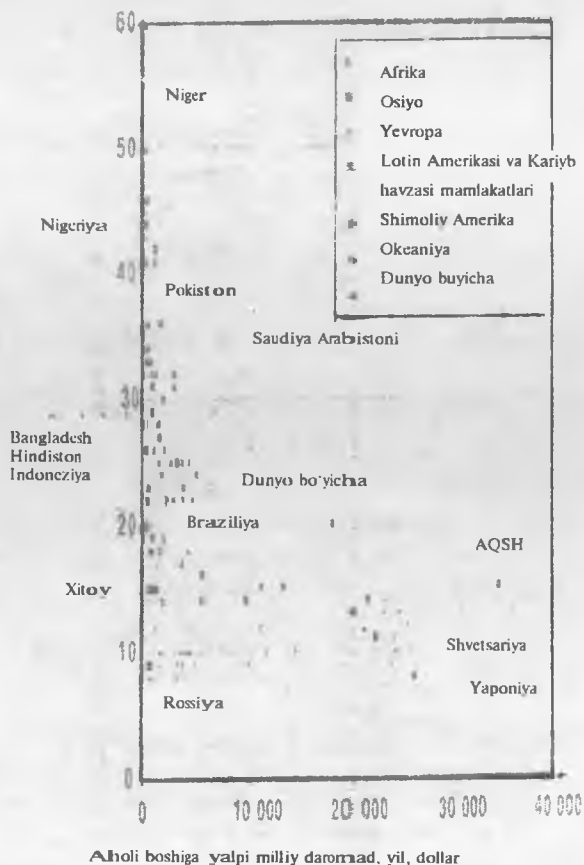 60
Niger
50
Nigeriya
40
Pokiston
Saudiya Arabistoni
30
Bangladesh
Hindiston
Indoneziya
Dunyo bo'yicha
20
Braziliya
AQSH
Xitoy
10
Shvetsariya
Yaponiya
Rossiya
0
0 10 000 20 000 30 000 40 000
Aholi boshiga yalpi milliy daromad, yil, dollar
Afrika
Osiyo
Yevropa
Lotin Amerikasi va Kariyb
havzasi mamlakatlari
Shimoliy Amerika
Okeaniya
Dunyo buyicha